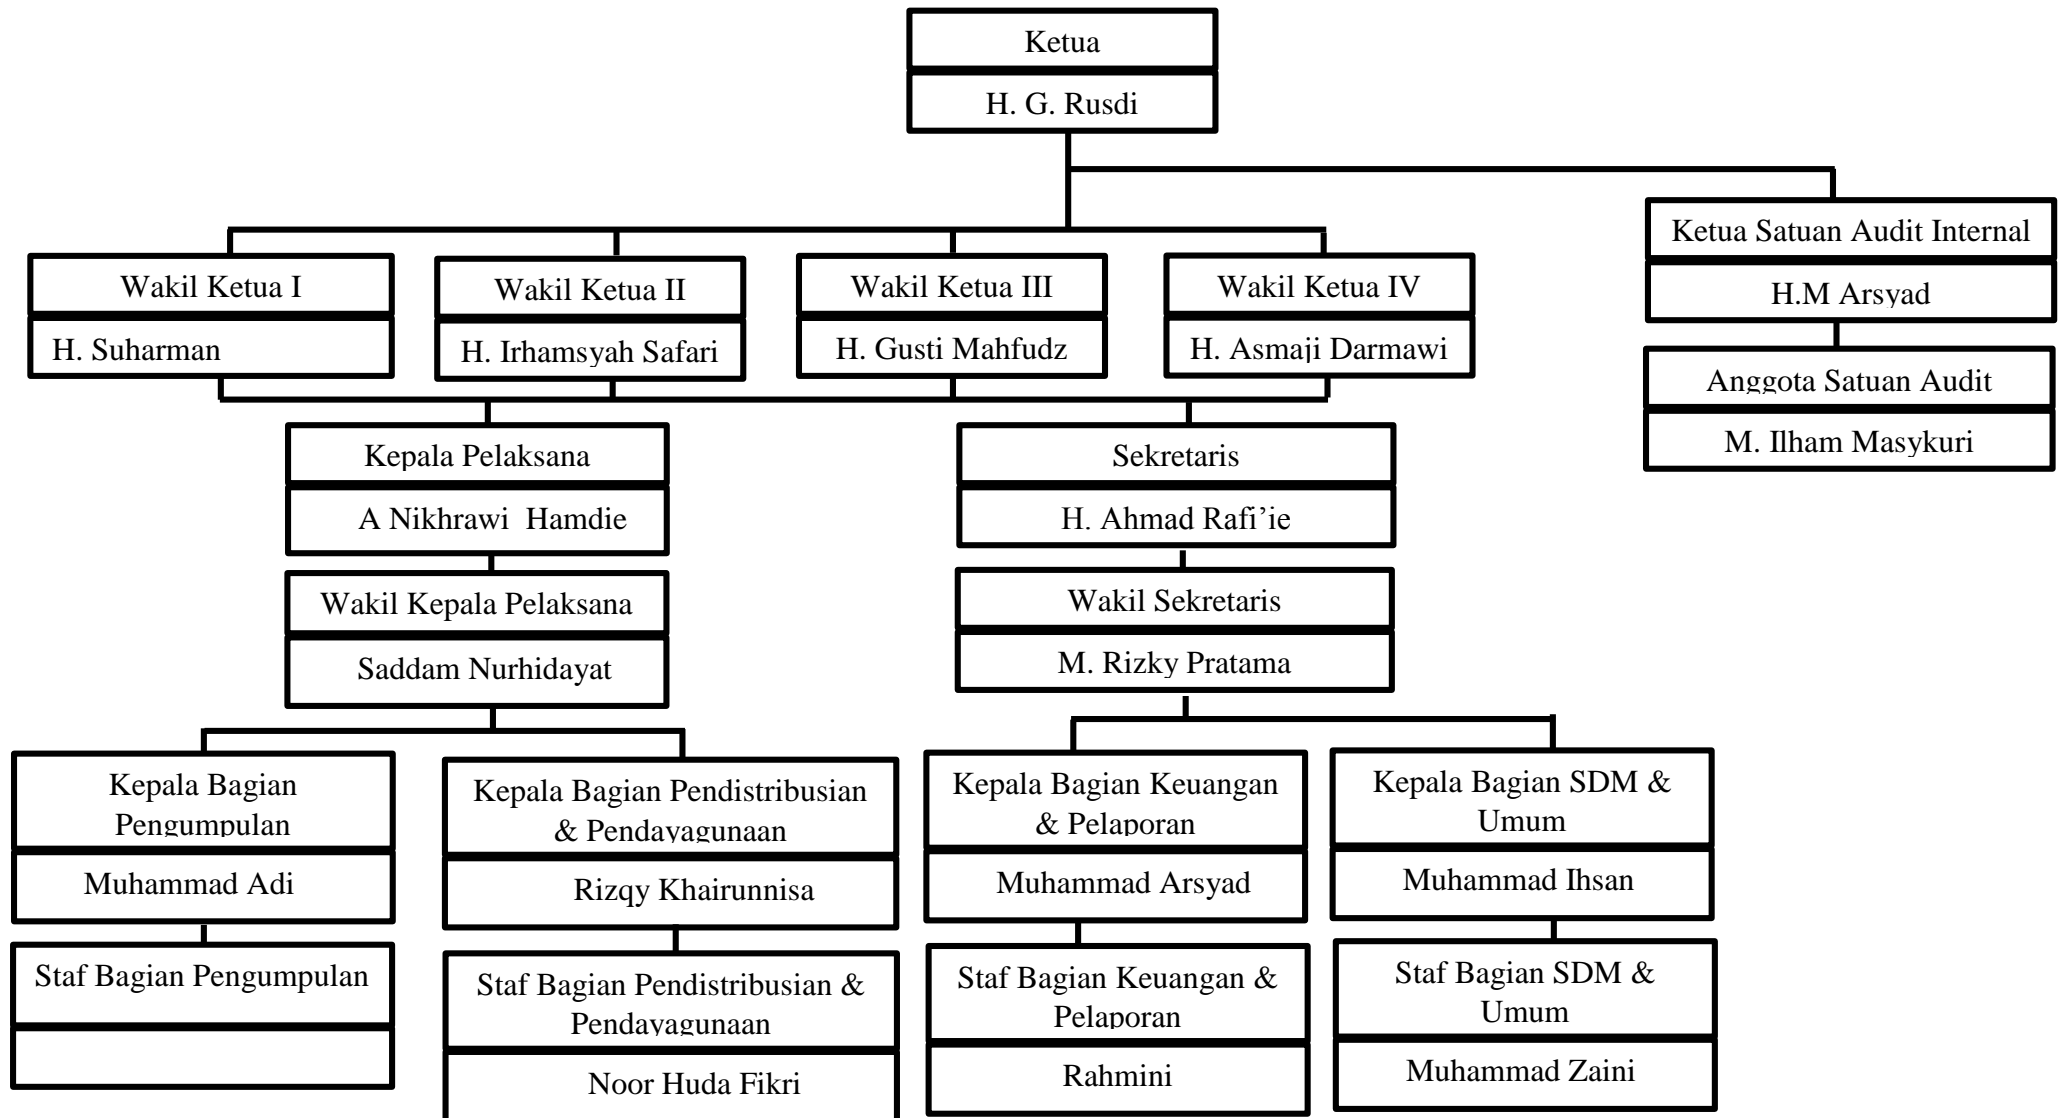 Ketua
H. G. Rusdi
Ketua Satuan Audit Internal
H.M Arsyad
Anggota Satuan Audit
M. Ilham Masykuri
Wakil Ketua I
H. Suharman
Wakil Ketua II
H. Irhamsyah Safari
Wakil Ketua III
H. Gusti Mahfudz
Wakil Ketua IV
H. Asmaji Darmawi
Kepala Pelaksana
A Nikhrawi  Hamdie
Wakil Kepala Pelaksana
Saddam Nurhidayat
Sekretaris
H. Ahmad Rafi’ie
Wakil Sekretaris
M. Rizky Pratama
Kepala Bagian
Pengumpulan
Muhammad Adi
Staf Bagian Pengumpulan
Kepala Bagian Pendistribusian
& Pendayagunaan
Rizqy Khairunnisa
Staf Bagian Pendistribusian &
Pendayagunaan
Noor Huda Fikri
Kepala Bagian Keuangan
& Pelaporan
Muhammad Arsyad
Staf Bagian Keuangan &
Pelaporan
Rahmini
Kepala Bagian SDM &
Umum
Muhammad Ihsan
Staf Bagian SDM &
Umum
Muhammad Zaini